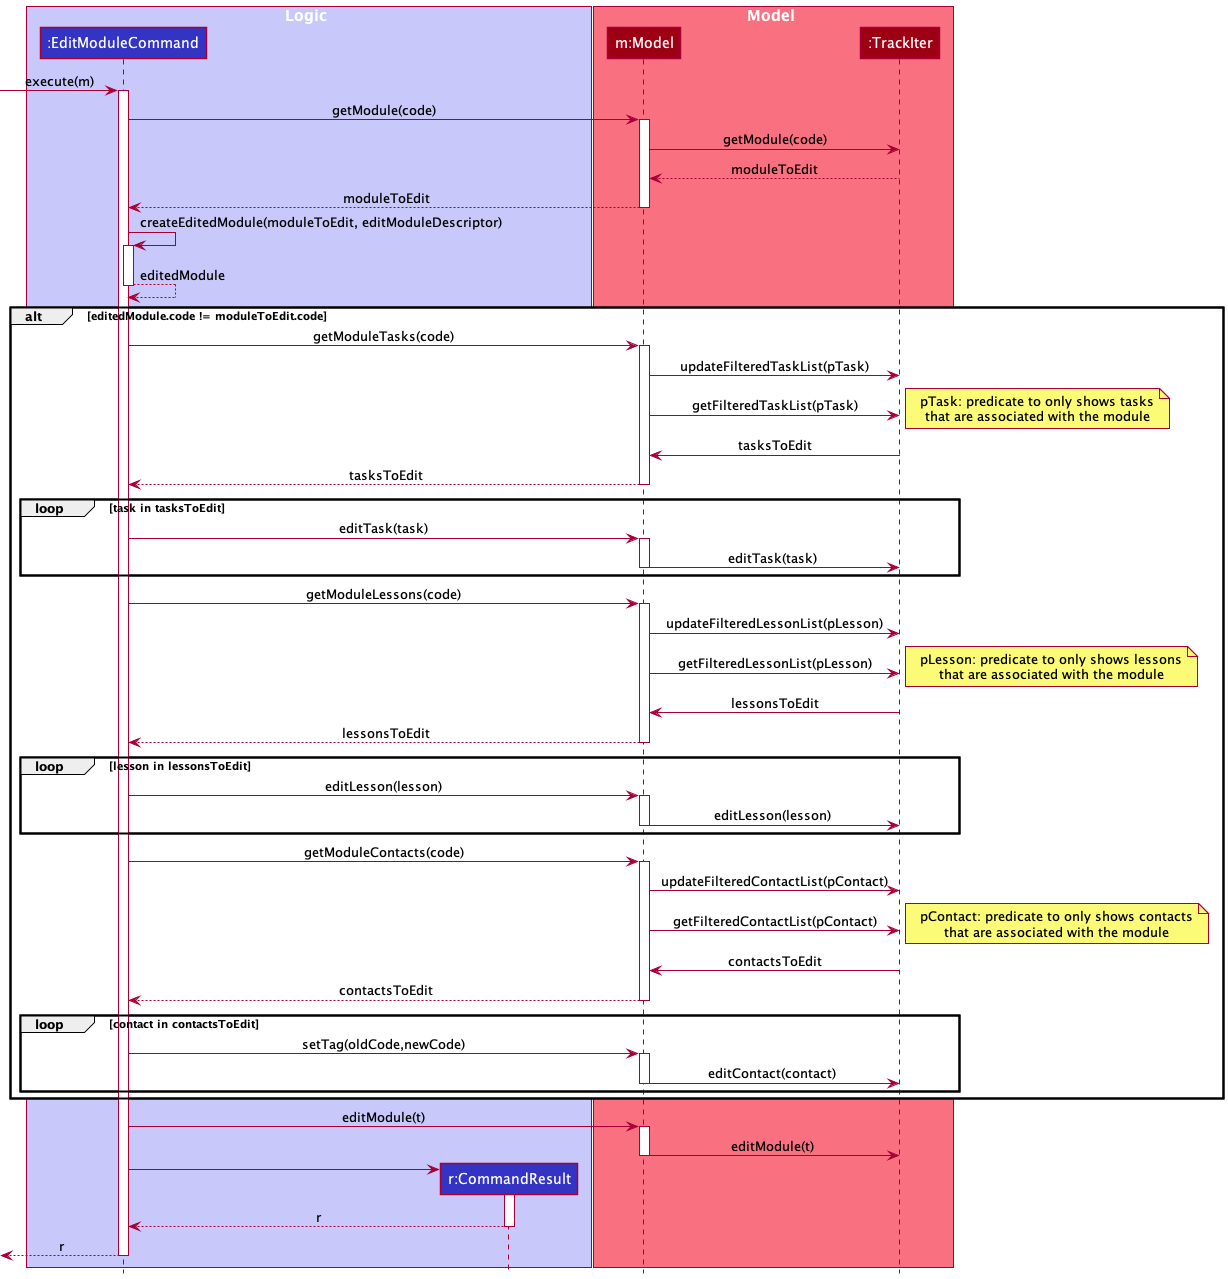 Logic
Model
:EditModuleCommand
m:Model
:TrackIter
execute(m)
getModule(code)
getModule(code)
moduleToEdit
moduleToEdit
createEditedModule(moduleToEdit, editModuleDescriptor)
editedModule
alt
[editedModule.code != moduleToEdit.code]
getModuleTasks(code)
updateFilteredTaskList(pTask)
getFilteredTaskList(pTask)
pTask: predicate to only shows tasks
that are associated with the module
tasksToEdit
tasksToEdit
loop
[task in tasksToEdit]
editTask(task)
editTask(task)
getModuleLessons(code)
updateFilteredLessonList(pLesson)
getFilteredLessonList(pLesson)
pLesson: predicate to only shows lessons
that are associated with the module
lessonsToEdit
lessonsToEdit
loop
[lesson in lessonsToEdit]
editLesson(lesson)
editLesson(lesson)
getModuleContacts(code)
updateFilteredContactList(pContact)
getFilteredContactList(pContact)
pContact: predicate to only shows contacts
that are associated with the module
contactsToEdit
contactsToEdit
loop
[contact in contactsToEdit]
setTag(oldCode,newCode)
editContact(contact)
editModule(t)
editModule(t)
r:CommandResult
r
r